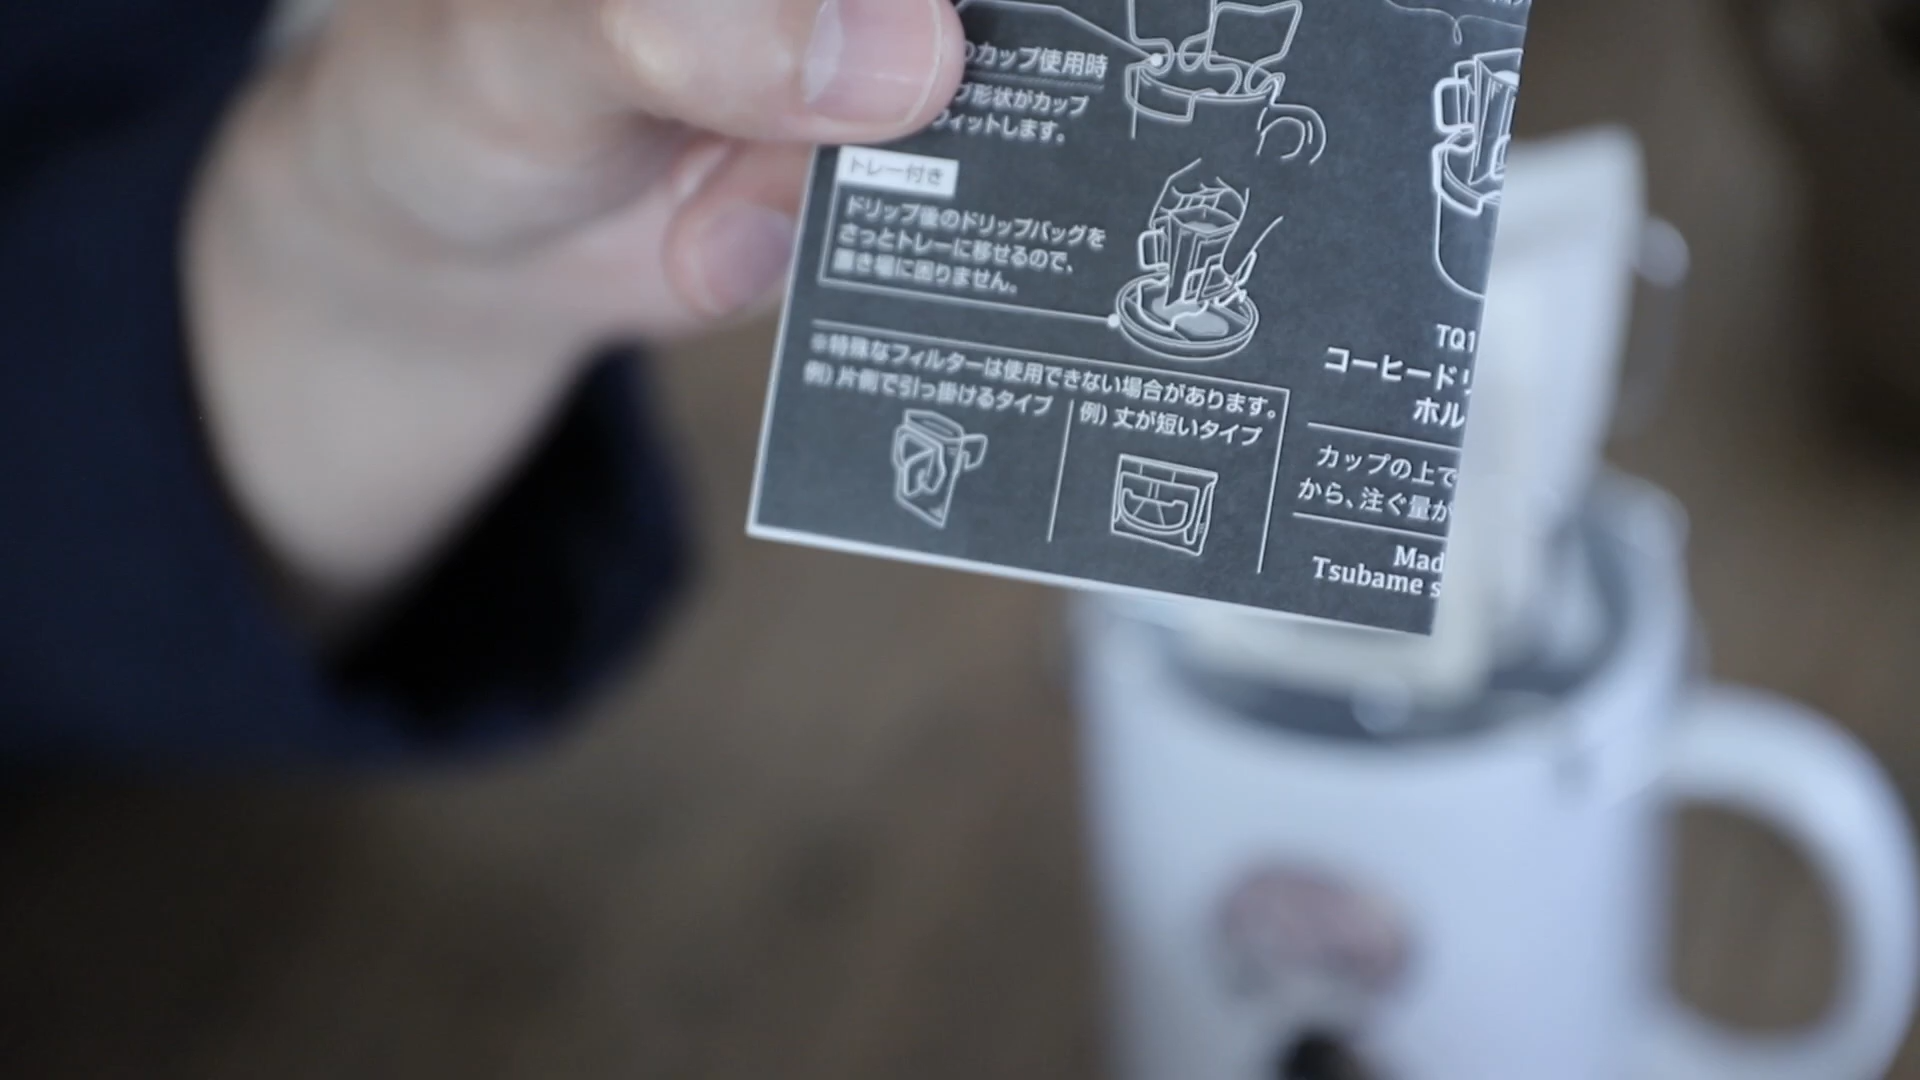 のカップ使用時
プ形状がカップ
フィットします。
トレー付き
ドリップ後のドリップバッグを
さっとトレーに移せるので、
置き場に困りません。
※特殊なフィルターは使用できない場合があります。
例）片側で引っ掛けるタイプ
例）丈が短いタイプ
TQ1
コーヒードリ
ホル
カップの上で
から、注ぐ量が
Mad
Tsubame s